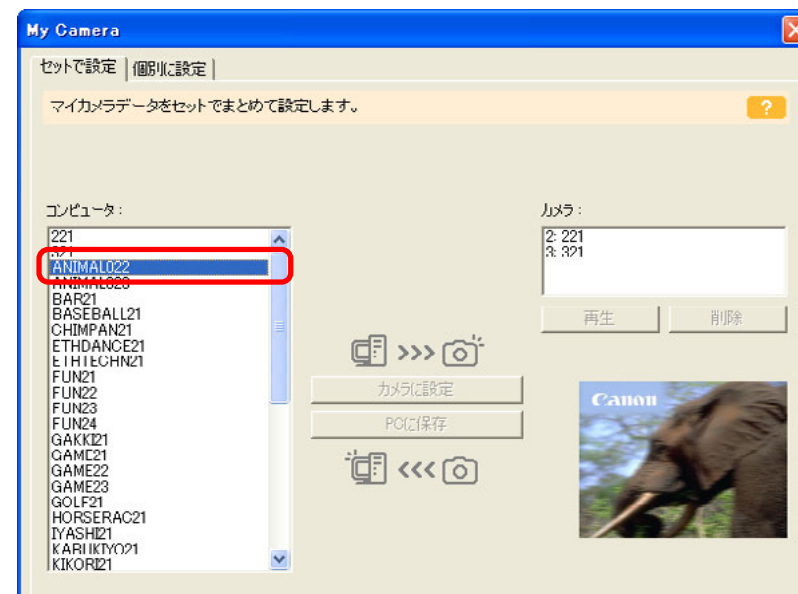 My Camera
セットで設定
個別に設定
マイカメラデータをセットでまとめて設定します。
?
コンピュータ:
221
321
ANIMAL022
ANIMAL023
BAR21
BASEBALL21
CHIMPAN21
ETHDANCE21
ETHTECHN21
FUN21
FUN22
FUN23
FUN24
GAKKI21
GAME21
GAME22
GAME23
GOLF21
HORSERAC21
IYASHI21
KABUKIYO21
KIKORI21
>>>
カメラに設定
PCに保存
<<<
カメラ:
2: 221
3: 321
再生
削除
Canon